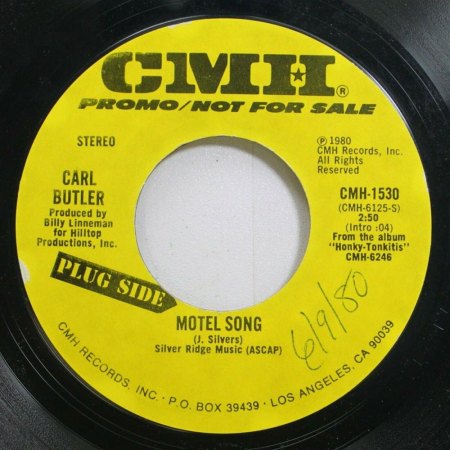 CMH®
PROMO/NOT FOR SALE
STEREO
CARL
BUTLER
Produced by
Billy Linneman
for Hilltop
Productions, Inc.
PLUG SIDE
℗ 1980
CMH Records, Inc.
All Rights
Reserved
CMH-1530
(CMH-6125-S)
2:50
(Intro :04)
From the album
"Honky-Tonkitis"
CMH-6246
MOTEL SONG
(J. Silvers)
Silver Ridge Music (ASCAP)
6/9/80
CMH RECORDS, INC. · P.O. BOX 39439 · LOS ANGELES, CA 90039